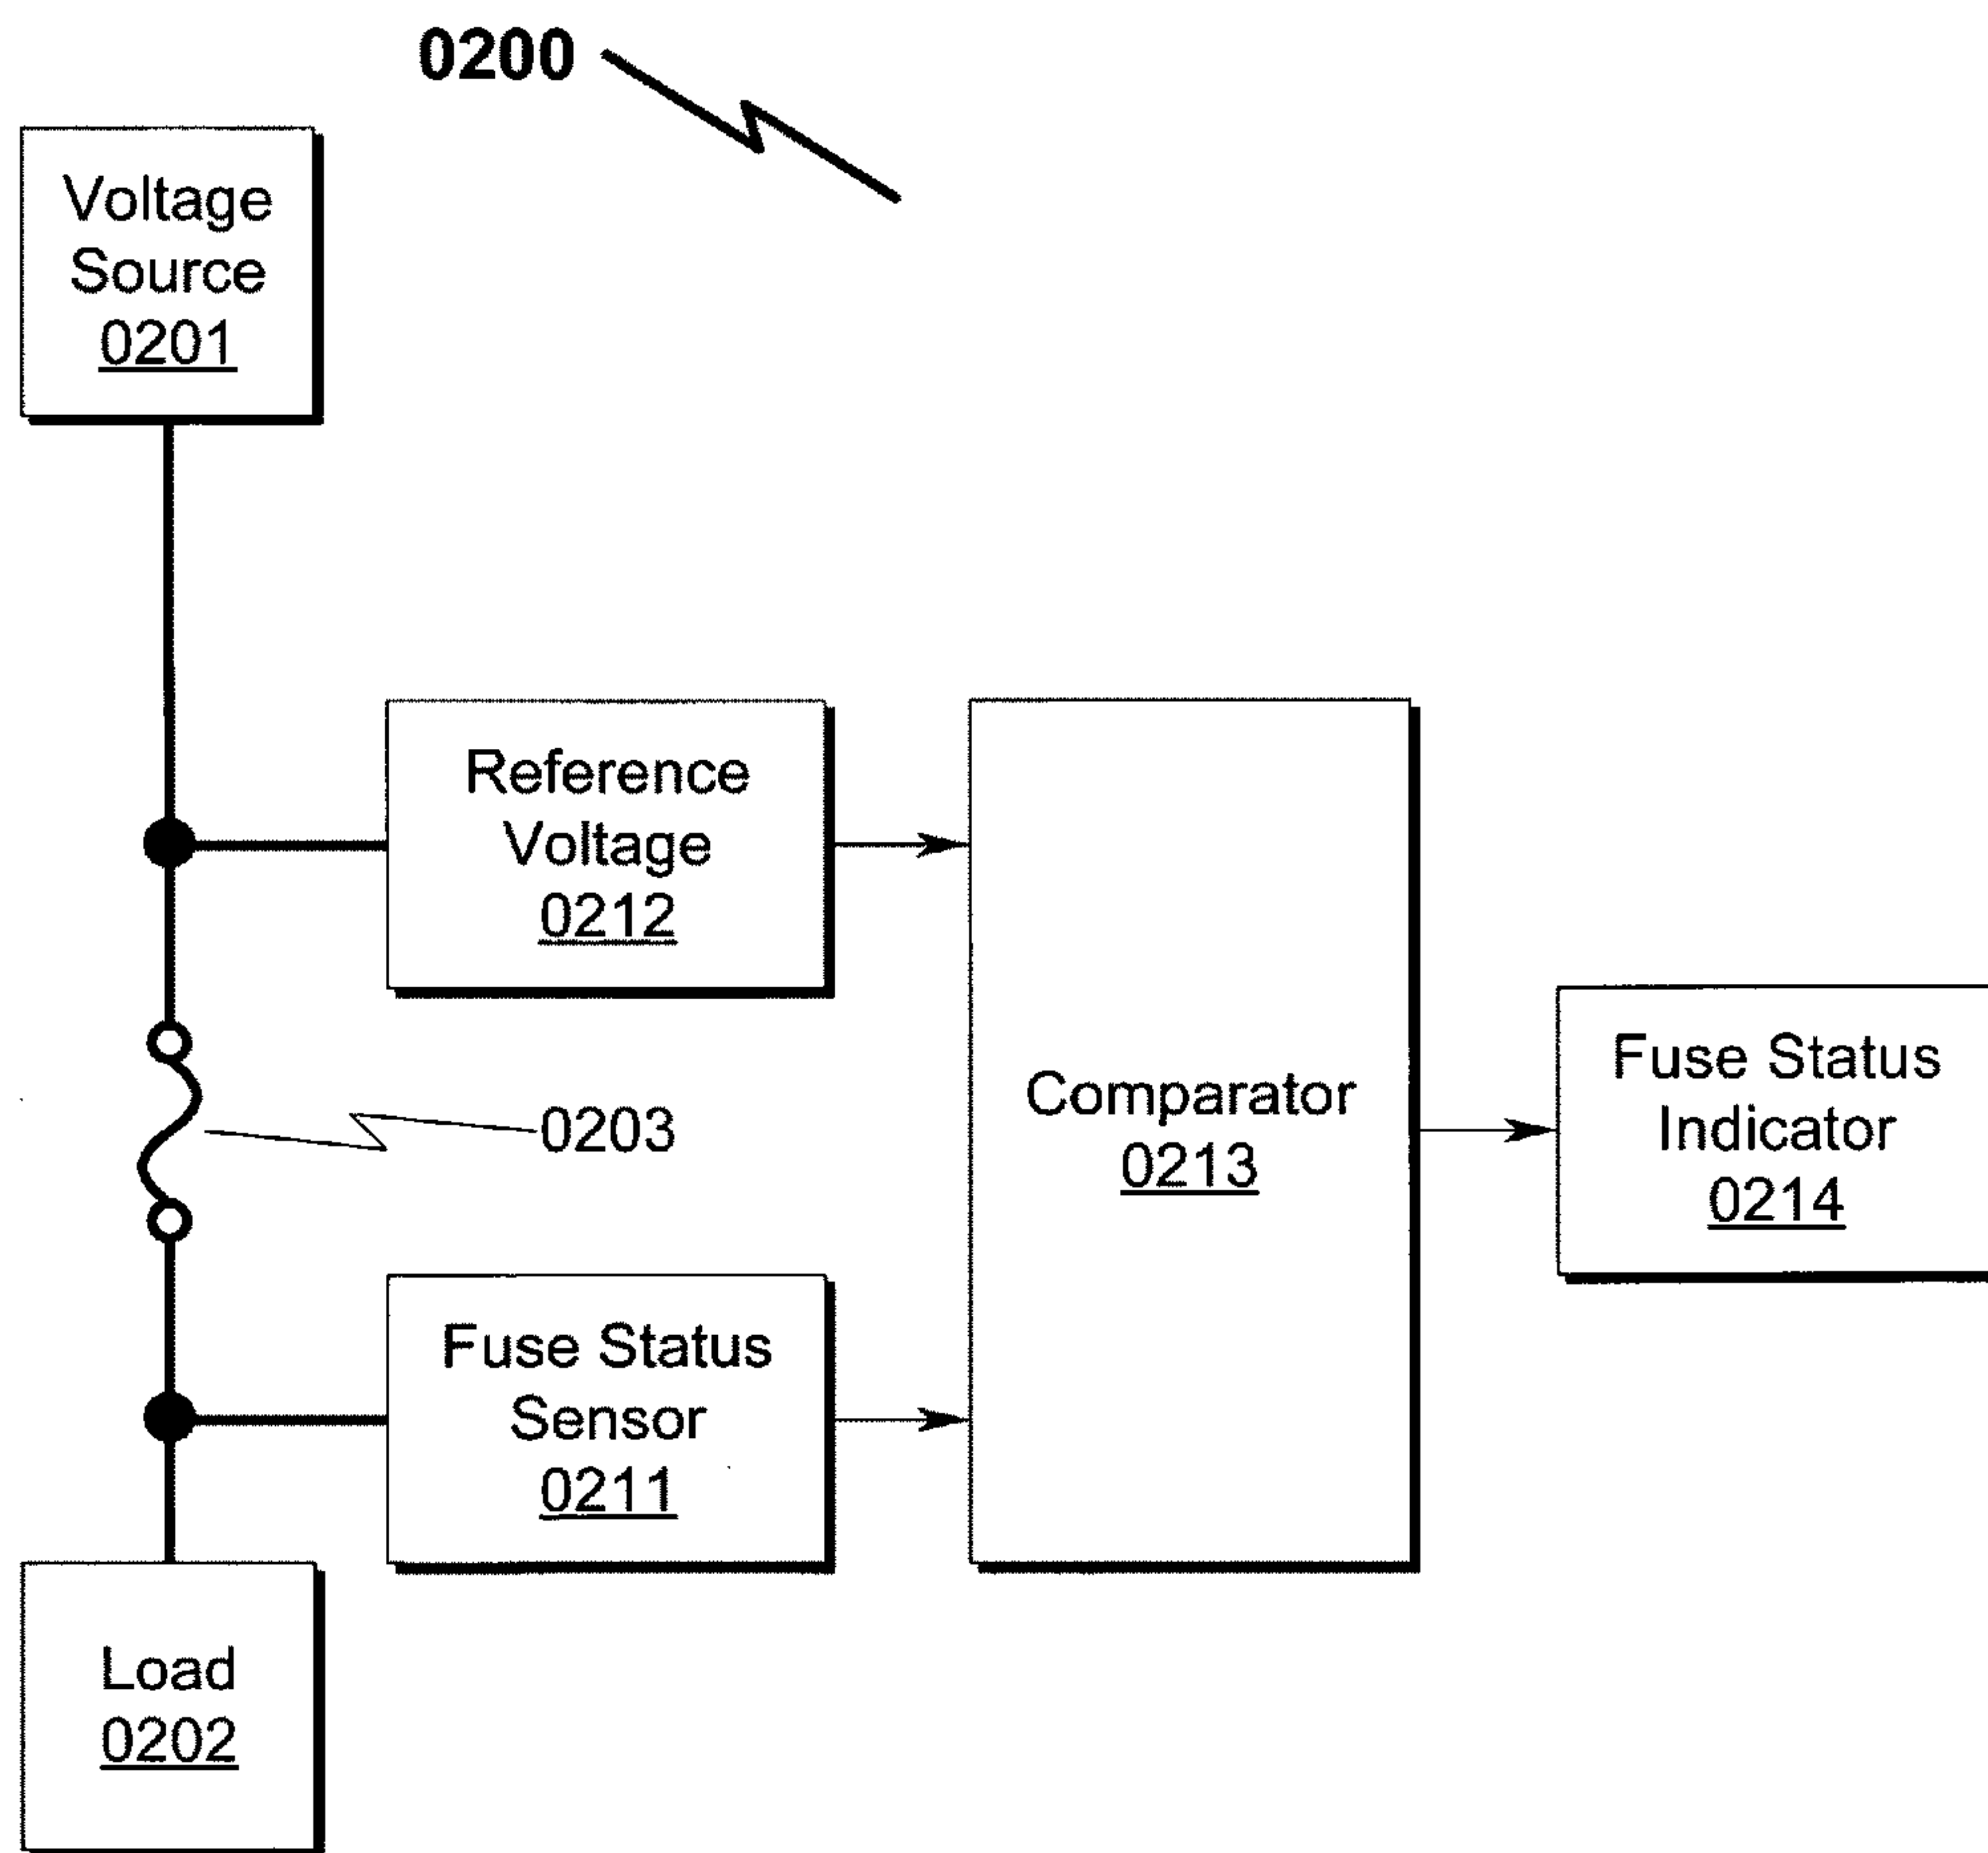 0200
Voltage
Source
0201
Reference
Voltage
0212
Comparator
0213
Fuse Status
Indicator
0214
0203
Fuse Status
Sensor
0211
Load
0202